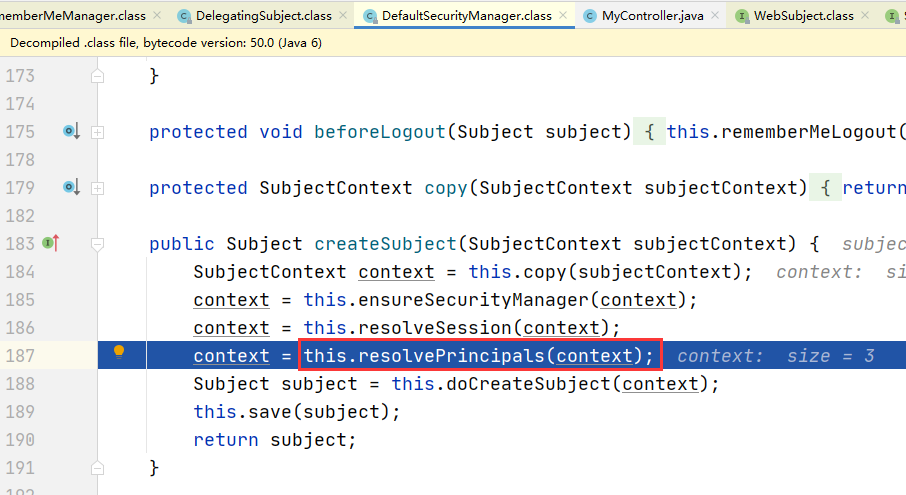 memberMeManager.class DelegatingSubject.class DefaultSecurityManager.class MyController.java WebSubject.class
Decompiled .class file, bytecode version: 50.0 (Java 6)
173 }
174
175 protected void beforeLogout(Subject subject) { this.rememberMeLogout(
178
179 protected SubjectContext copy(SubjectContext subjectContext) { return
182
183 public Subject createSubject(SubjectContext subjectContext) { subjec
184 SubjectContext context = this.copy(subjectContext); context: si
185 context = this.ensureSecurityManager(context);
186 context = this.resolveSession(context);
187 context = this.resolvePrincipals(context); context: size = 3
188 Subject subject = this.doCreateSubject(context);
189 this.save(subject);
190 return subject;
191 }